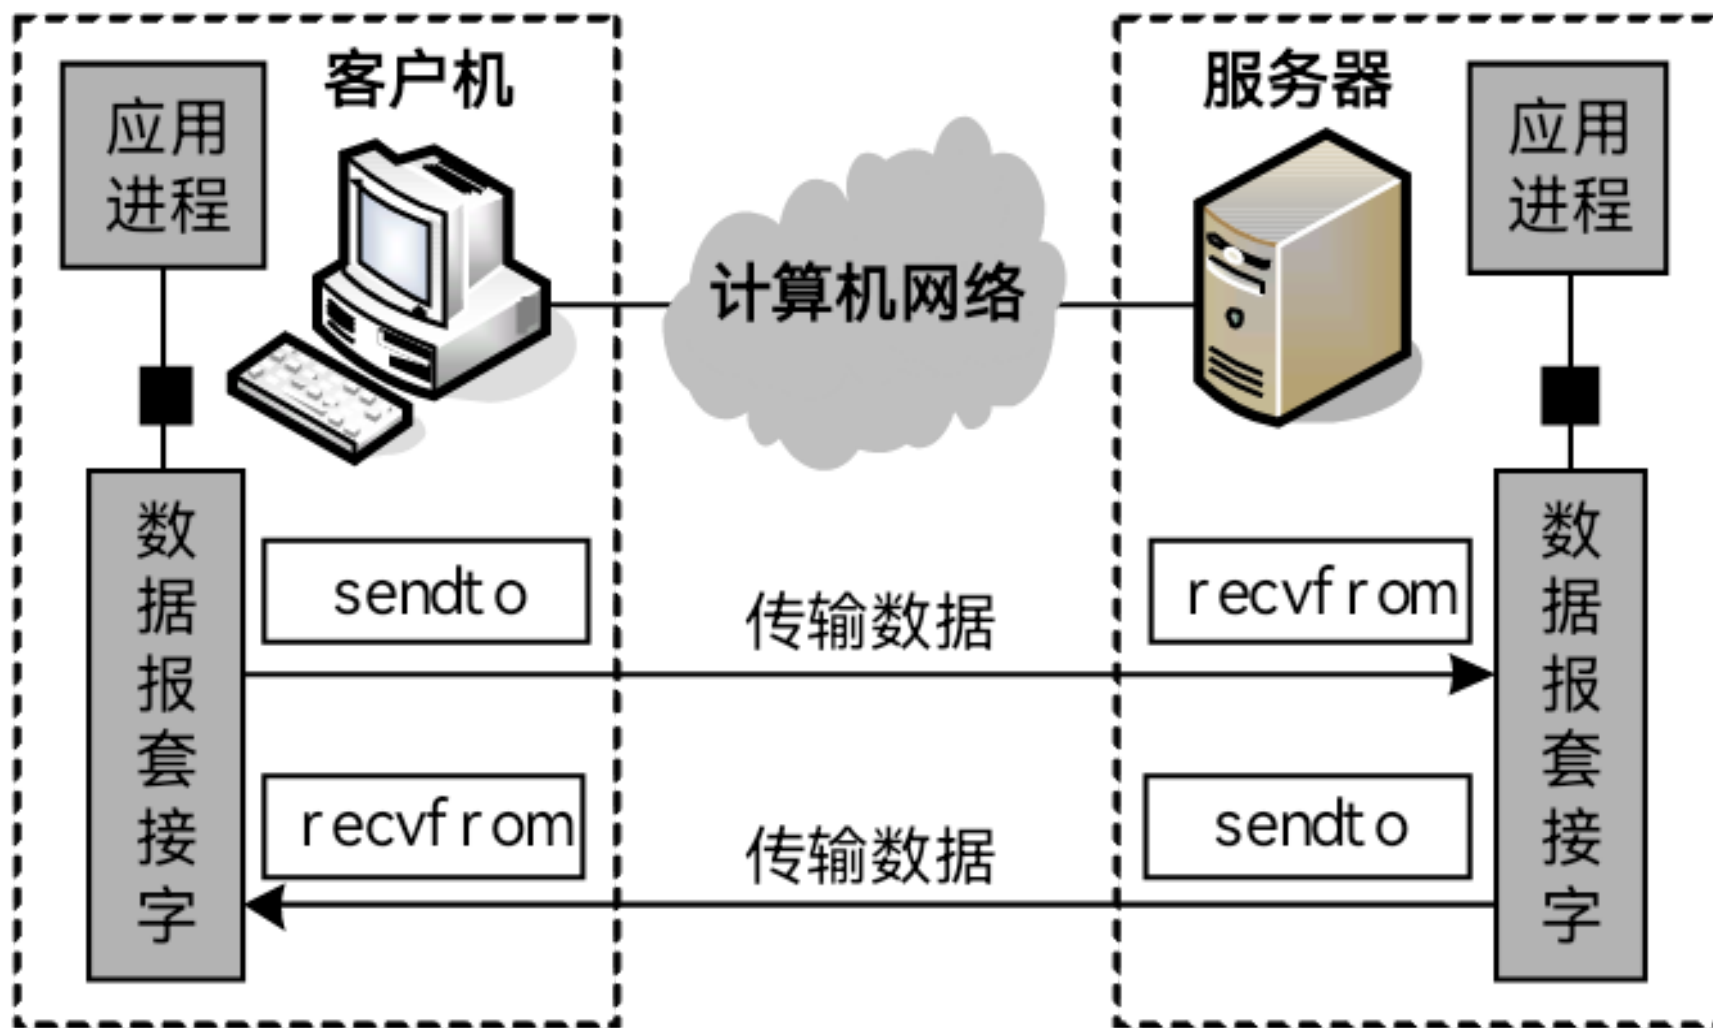 客户机
服务器
应用
进程
应用
进程
计算机网络
数
据
报
套
接
字
数
据
报
套
接
字
sendto
传输数据
recvfrom
recvfrom
传输数据
sendto